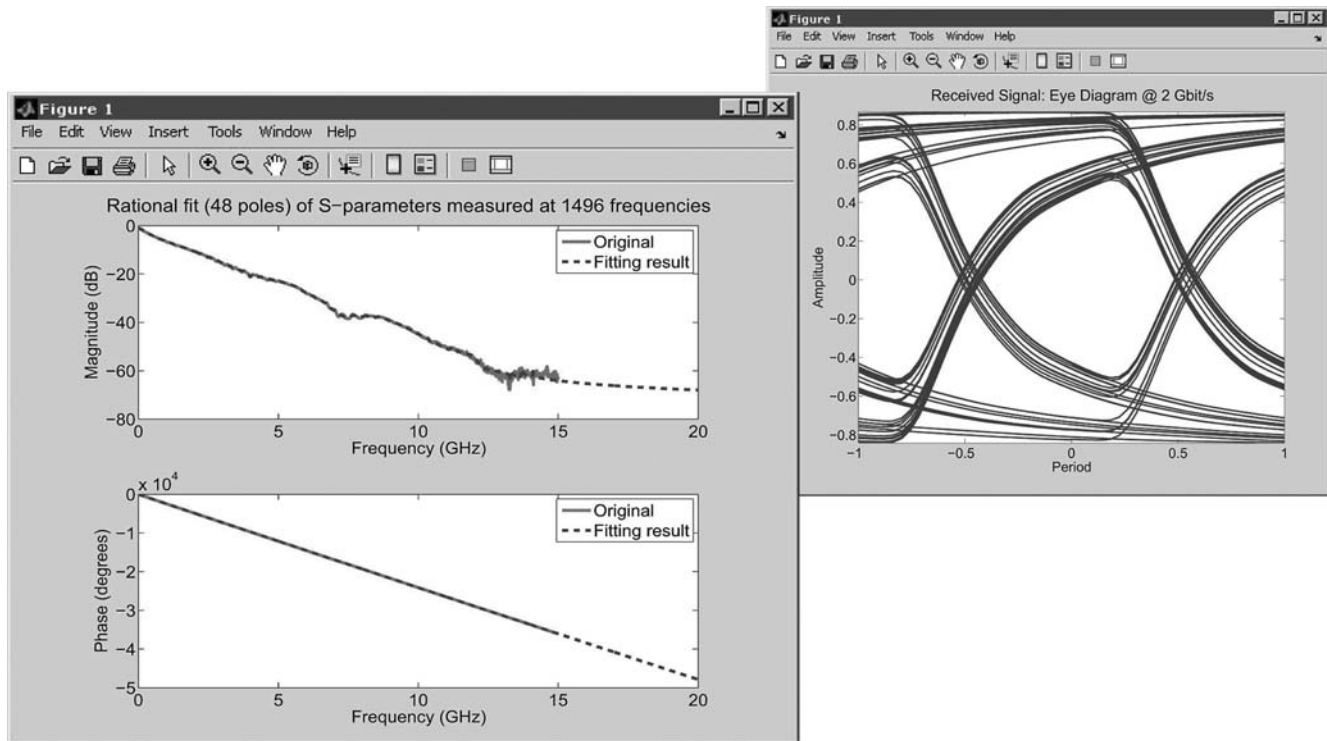 Figure 1
File Edit View Insert Tools Window Help
Rational fit (48 poles) of S−parameters measured at 1496 frequencies
Magnitude (dB)
0
−20
−40
−60
−80
Original
Fitting result
0 5 10 15 20
Frequency (GHz)
x 10^4
Phase (degrees)
0
−1
−2
−3
−4
−5
Original
Fitting result
0 5 10 15 20
Frequency (GHz)
Figure 1
File Edit View Insert Tools Window Help
Received Signal: Eye Diagram @ 2 Gbit/s
Amplitude
0.8
0.6
0.4
0.2
0
−0.2
−0.4
−0.6
−0.8
−1 −0.5 0 0.5 1
Period